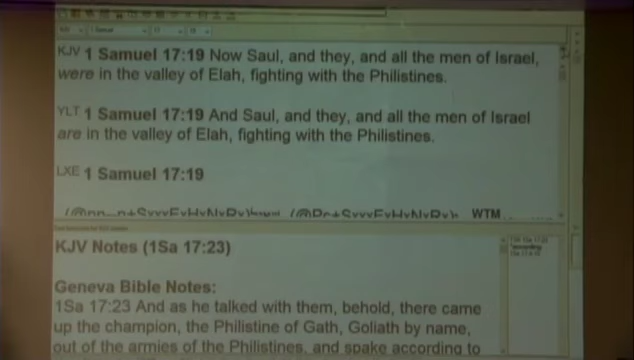 KJV 1 Samuel 17:19 Now Saul, and they, and all the men of Israel,
were in the valley of Elah, fighting with the Philistines.
YLT 1 Samuel 17:19 And Saul, and they, and all the men of Israel
are in the valley of Elah, fighting with the Philistines.
LXE 1 Samuel 17:19
WTM
KJV Notes (1Sa 17:23)
Geneva Bible Notes:
1Sa 17:23 And as he talked with them, behold, there came
up the champion, the Philistine of Gath, Goliath by name,
out of the armies of the Philistines, and spake according to